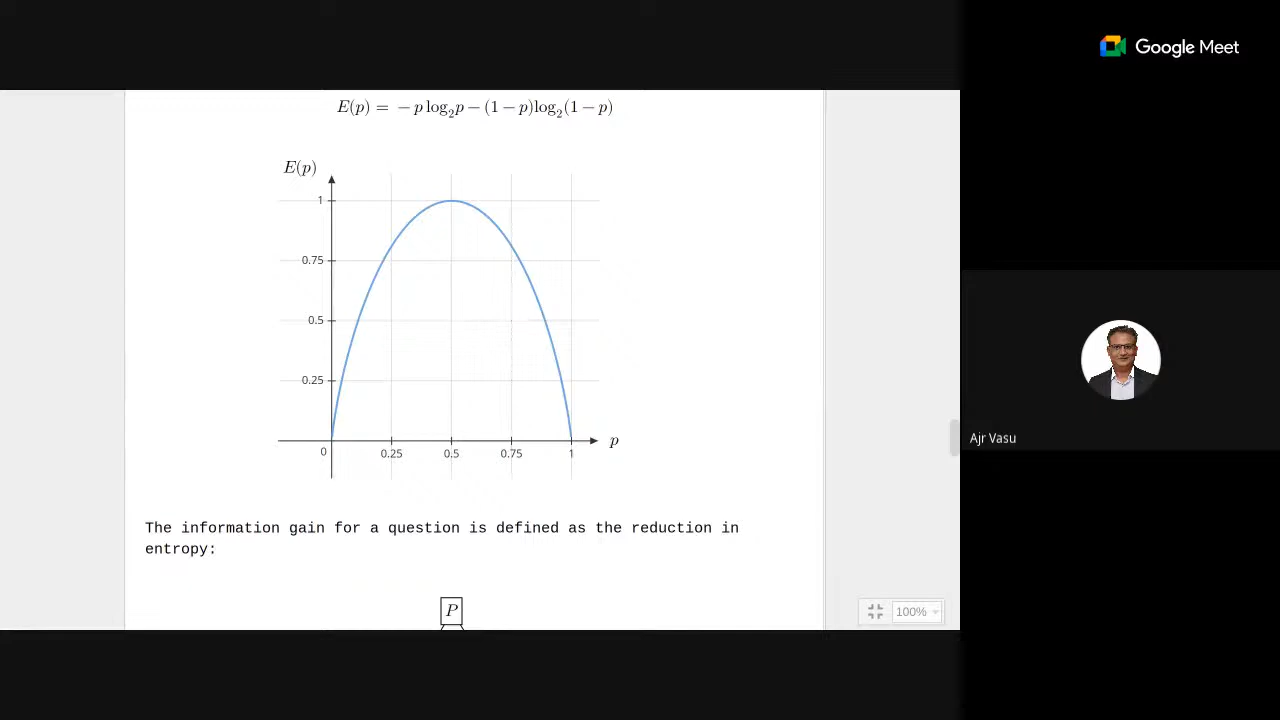 Google Meet
E(p) = − p log₂p − (1 − p)log₂(1 − p)
E(p)
1
0.75
0.5
0.25
0
0.25
0.5
0.75
1
p
The information gain for a question is defined as the reduction in
entropy:
P
100%
Ajr Vasu